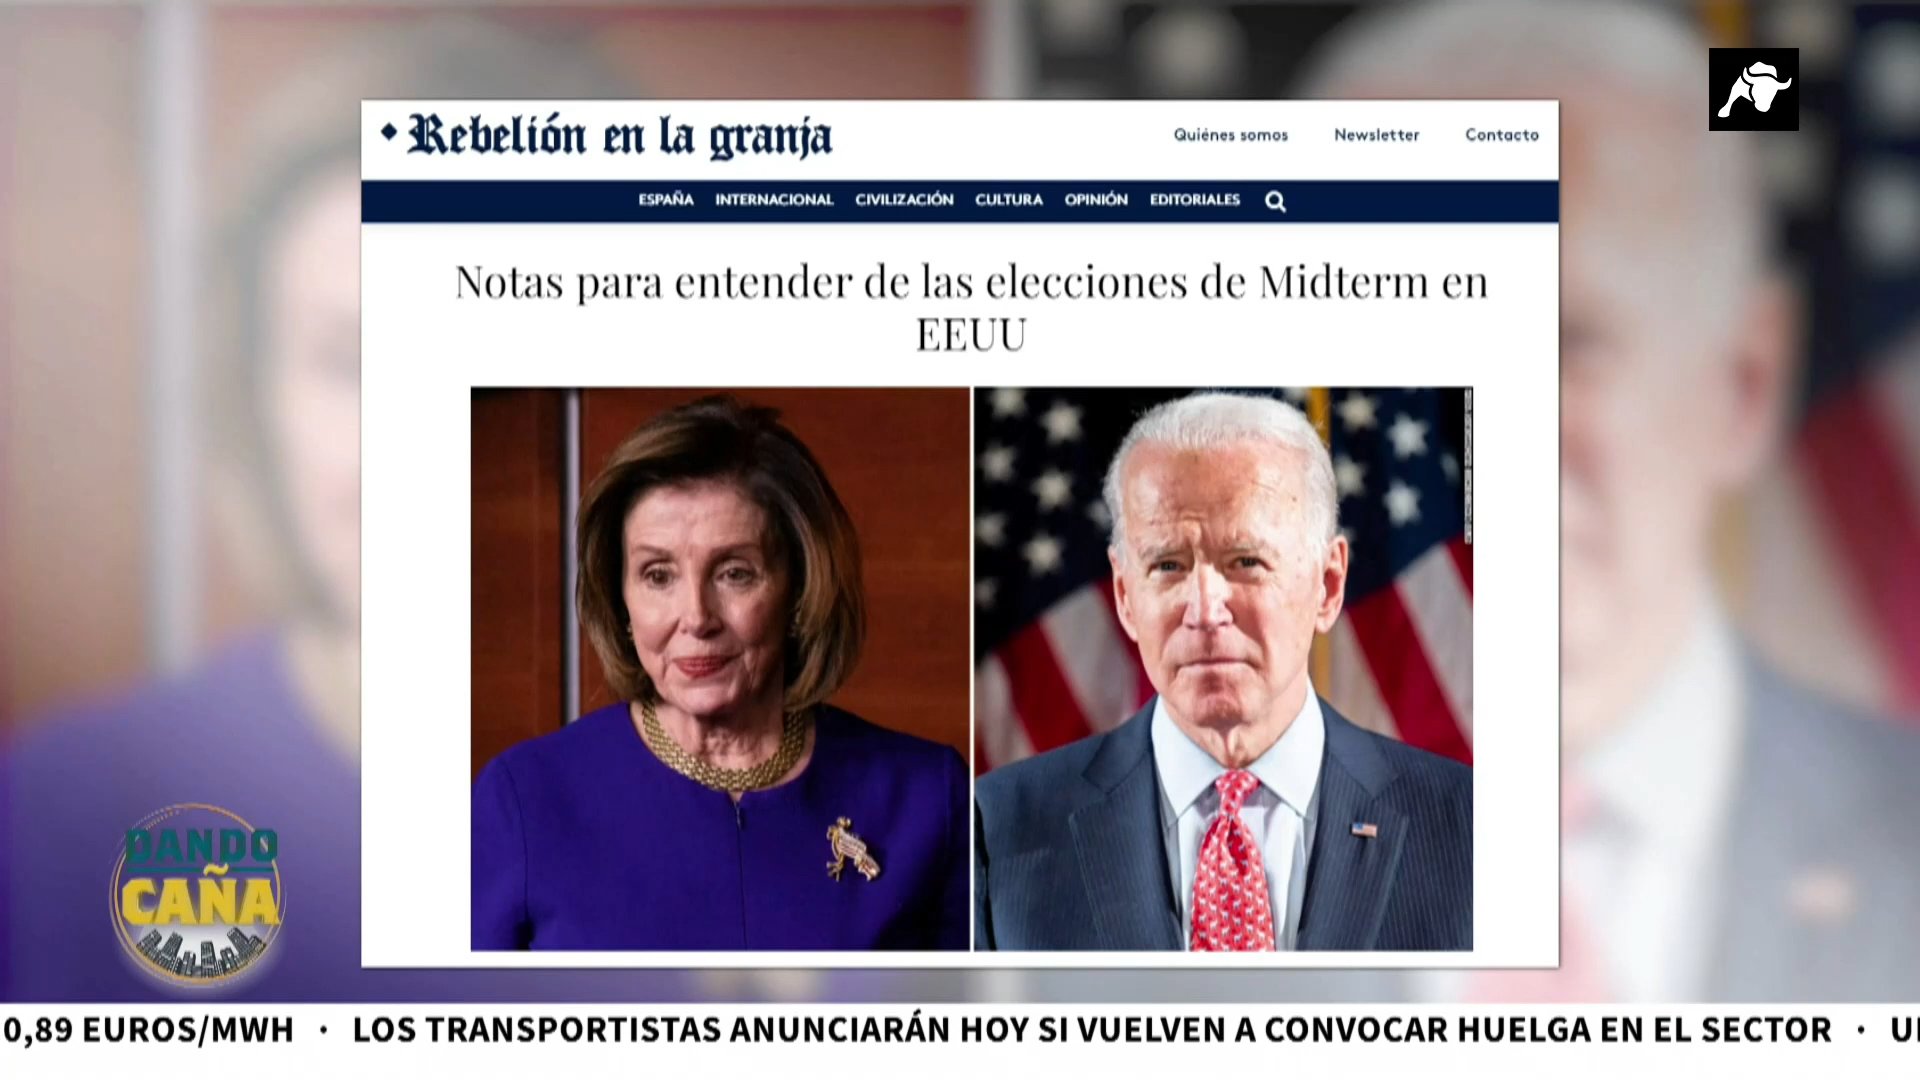 Rebelión en la granja
Quiénes somos Newsletter Contacto
ESPAÑA INTERNACIONAL CIVILIZACIÓN CULTURA OPINIÓN EDITORIALES
Notas para entender de las elecciones de Midterm en
EEUU
DANDO
CAÑA
0,89 EUROS/MWH · LOS TRANSPORTISTAS ANUNCIARÁN HOY SI VUELVEN A CONVOCAR HUELGA EN EL SECTOR ·